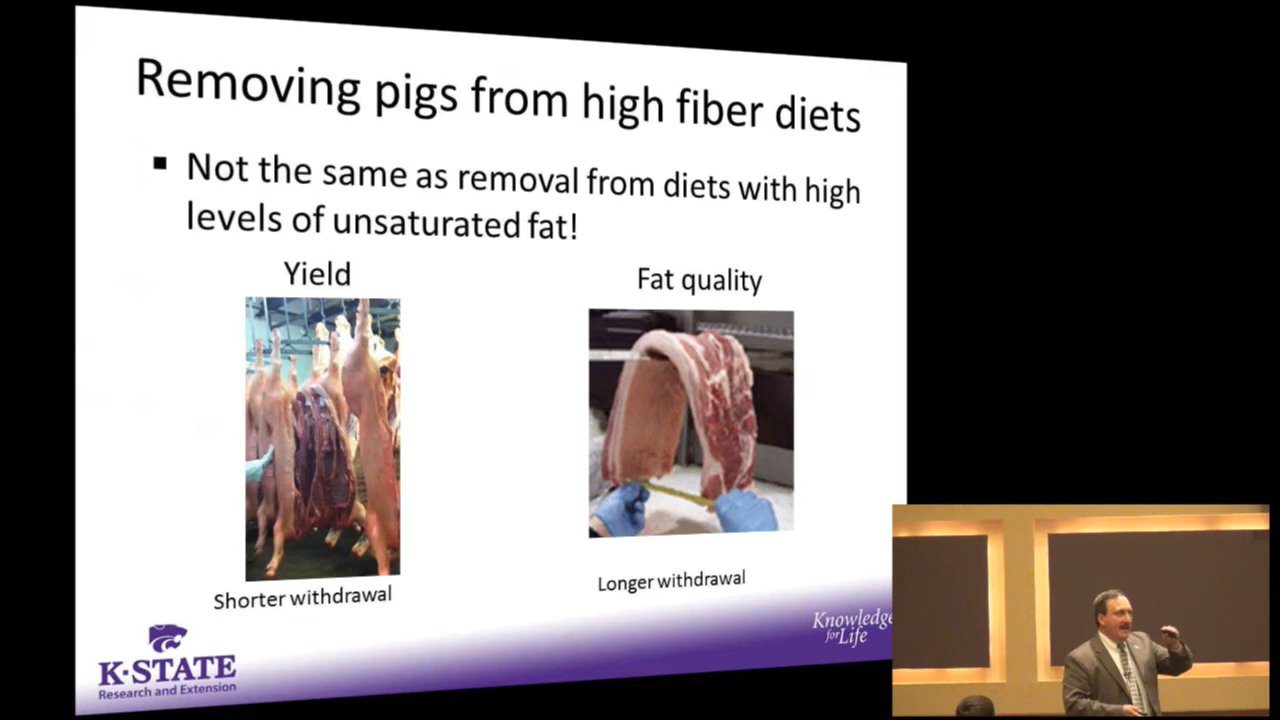 Removing pigs from high fiber diets
▪ Not the same as removal from diets with high
levels of unsaturated fat!
Yield
Fat quality
Shorter withdrawal
Longer withdrawal
Knowledge
for Life
K-STATE
Research and Extension